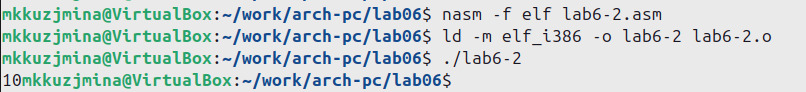 mkkuzjmina@VirtualBox:~/work/arch-pc/lab06$ nasm -f elf lab6-2.asm
mkkuzjmina@VirtualBox:~/work/arch-pc/lab06$ ld -m elf_i386 -o lab6-2 lab6-2.o
mkkuzjmina@VirtualBox:~/work/arch-pc/lab06$ ./lab6-2
10mkkuzjmina@VirtualBox:~/work/arch-pc/lab06$